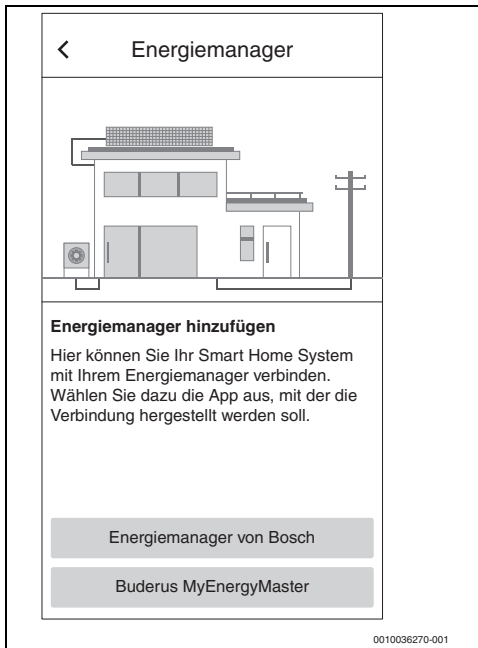 Energiemanager
Energiemanager hinzufügen
Hier können Sie Ihr Smart Home System
mit Ihrem Energiemanager verbinden.
Wählen Sie dazu die App aus, mit der die
Verbindung hergestellt werden soll.
Energiemanager von Bosch
Buderus MyEnergyMaster
0010036270-001